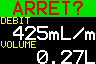 ARRET?
DEBIT
425mL/m
VOLUME
0.27L